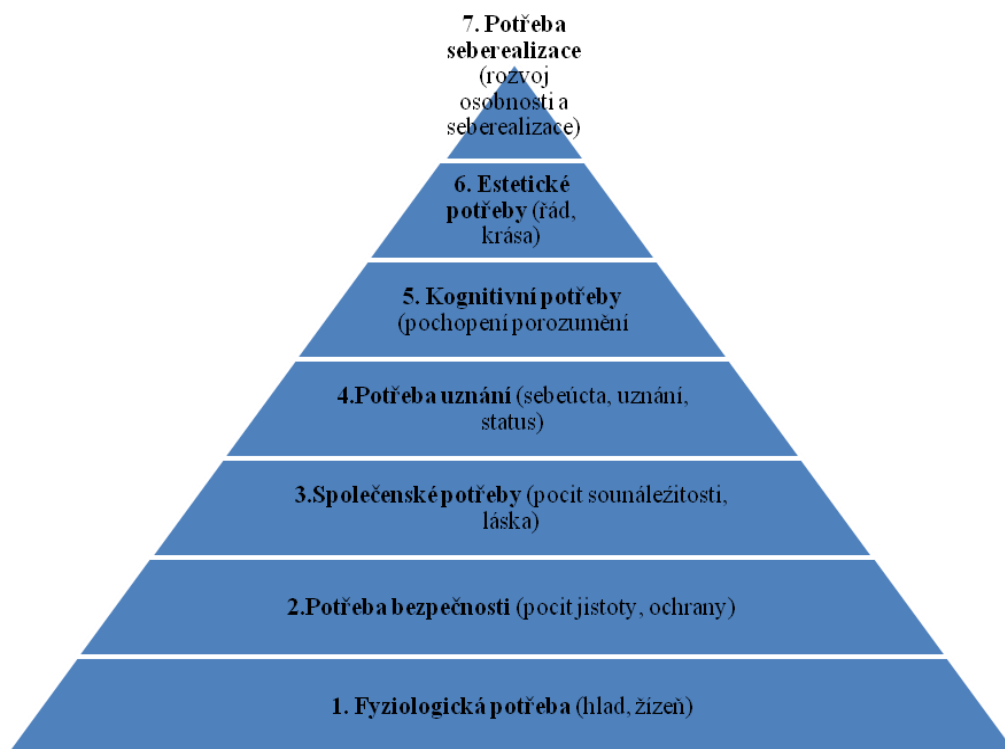 7. Potřeba
seberealizace
(rozvoj
osobnosti a
seberealizace)
6. Estetické
potřeby (řád,
krása)
5. Kognitivní potřeby
(pochopení porozumění
4.Potřeba uznání (sebeúcta, uznání,
status)
3.Společenské potřeby (pocit sounáležitosti,
láska)
2.Potřeba bezpečnosti (pocit jistoty, ochrany)
1. Fyziologická potřeba (hlad, žízeň)